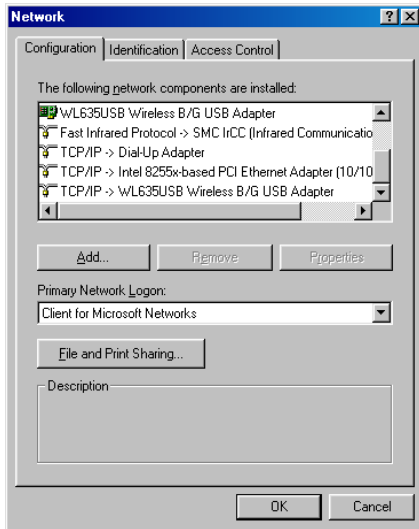 Network
Configuration Identification Access Control
The following network components are installed:
WL635USB Wireless B/G USB Adapter
Fast Infrared Protocol -> SMC IrCC (Infrared Communicatio
TCP/IP -> Dial-Up Adapter
TCP/IP -> Intel 8255x-based PCI Ethernet Adapter (10/10
TCP/IP -> WL635USB Wireless B/G USB Adapter
Add... Remove Properties
Primary Network Logon:
Client for Microsoft Networks
File and Print Sharing...
Description
OK Cancel